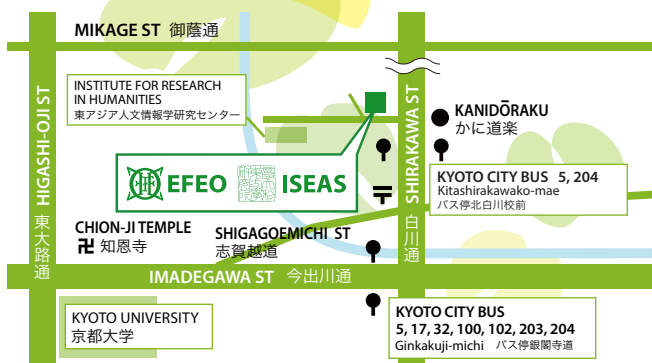 MIKAGE ST 御蔭通
HIGASHI-OJI ST 東大路通
INSTITUTE FOR RESEARCH
IN HUMANITIES
東アジア人文情報学研究センター
SHIRAKAWA ST 白川通
KANIDŌRAKU
かに道楽
EFEO ISEAS
KYOTO CITY BUS 5, 204
Kitashirakawako-mae
バス停北白川校前
CHION-JI TEMPLE
卍 知恩寺
SHIGAGOEMICHI ST
志賀越道
IMADEGAWA ST 今出川通
KYOTO UNIVERSITY
京都大学
KYOTO CITY BUS
5, 17, 32, 100, 102, 203, 204
Ginkakuji-michi バス停銀閣寺道